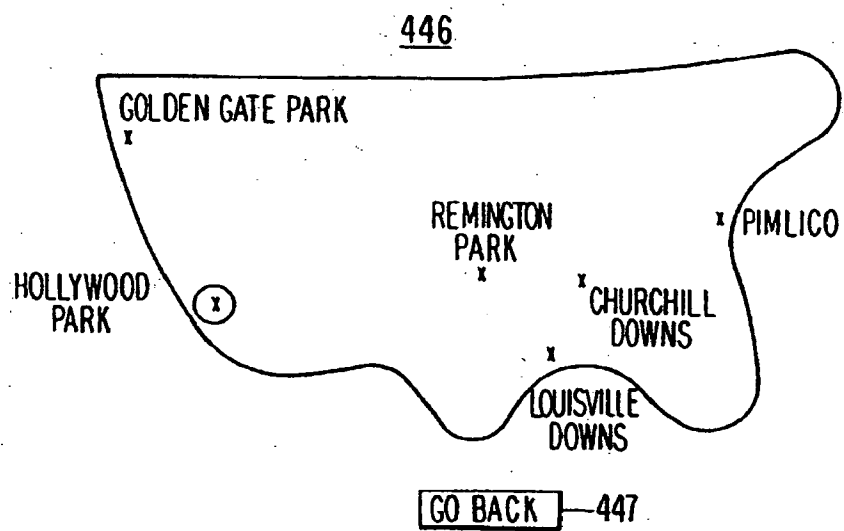 446
GOLDEN GATE PARK
x
REMINGTON
PARK
x
x PIMLICO
HOLLYWOOD
PARK
x
x
CHURCHILL
DOWNS
x
LOUISVILLE
DOWNS
GO BACK 447